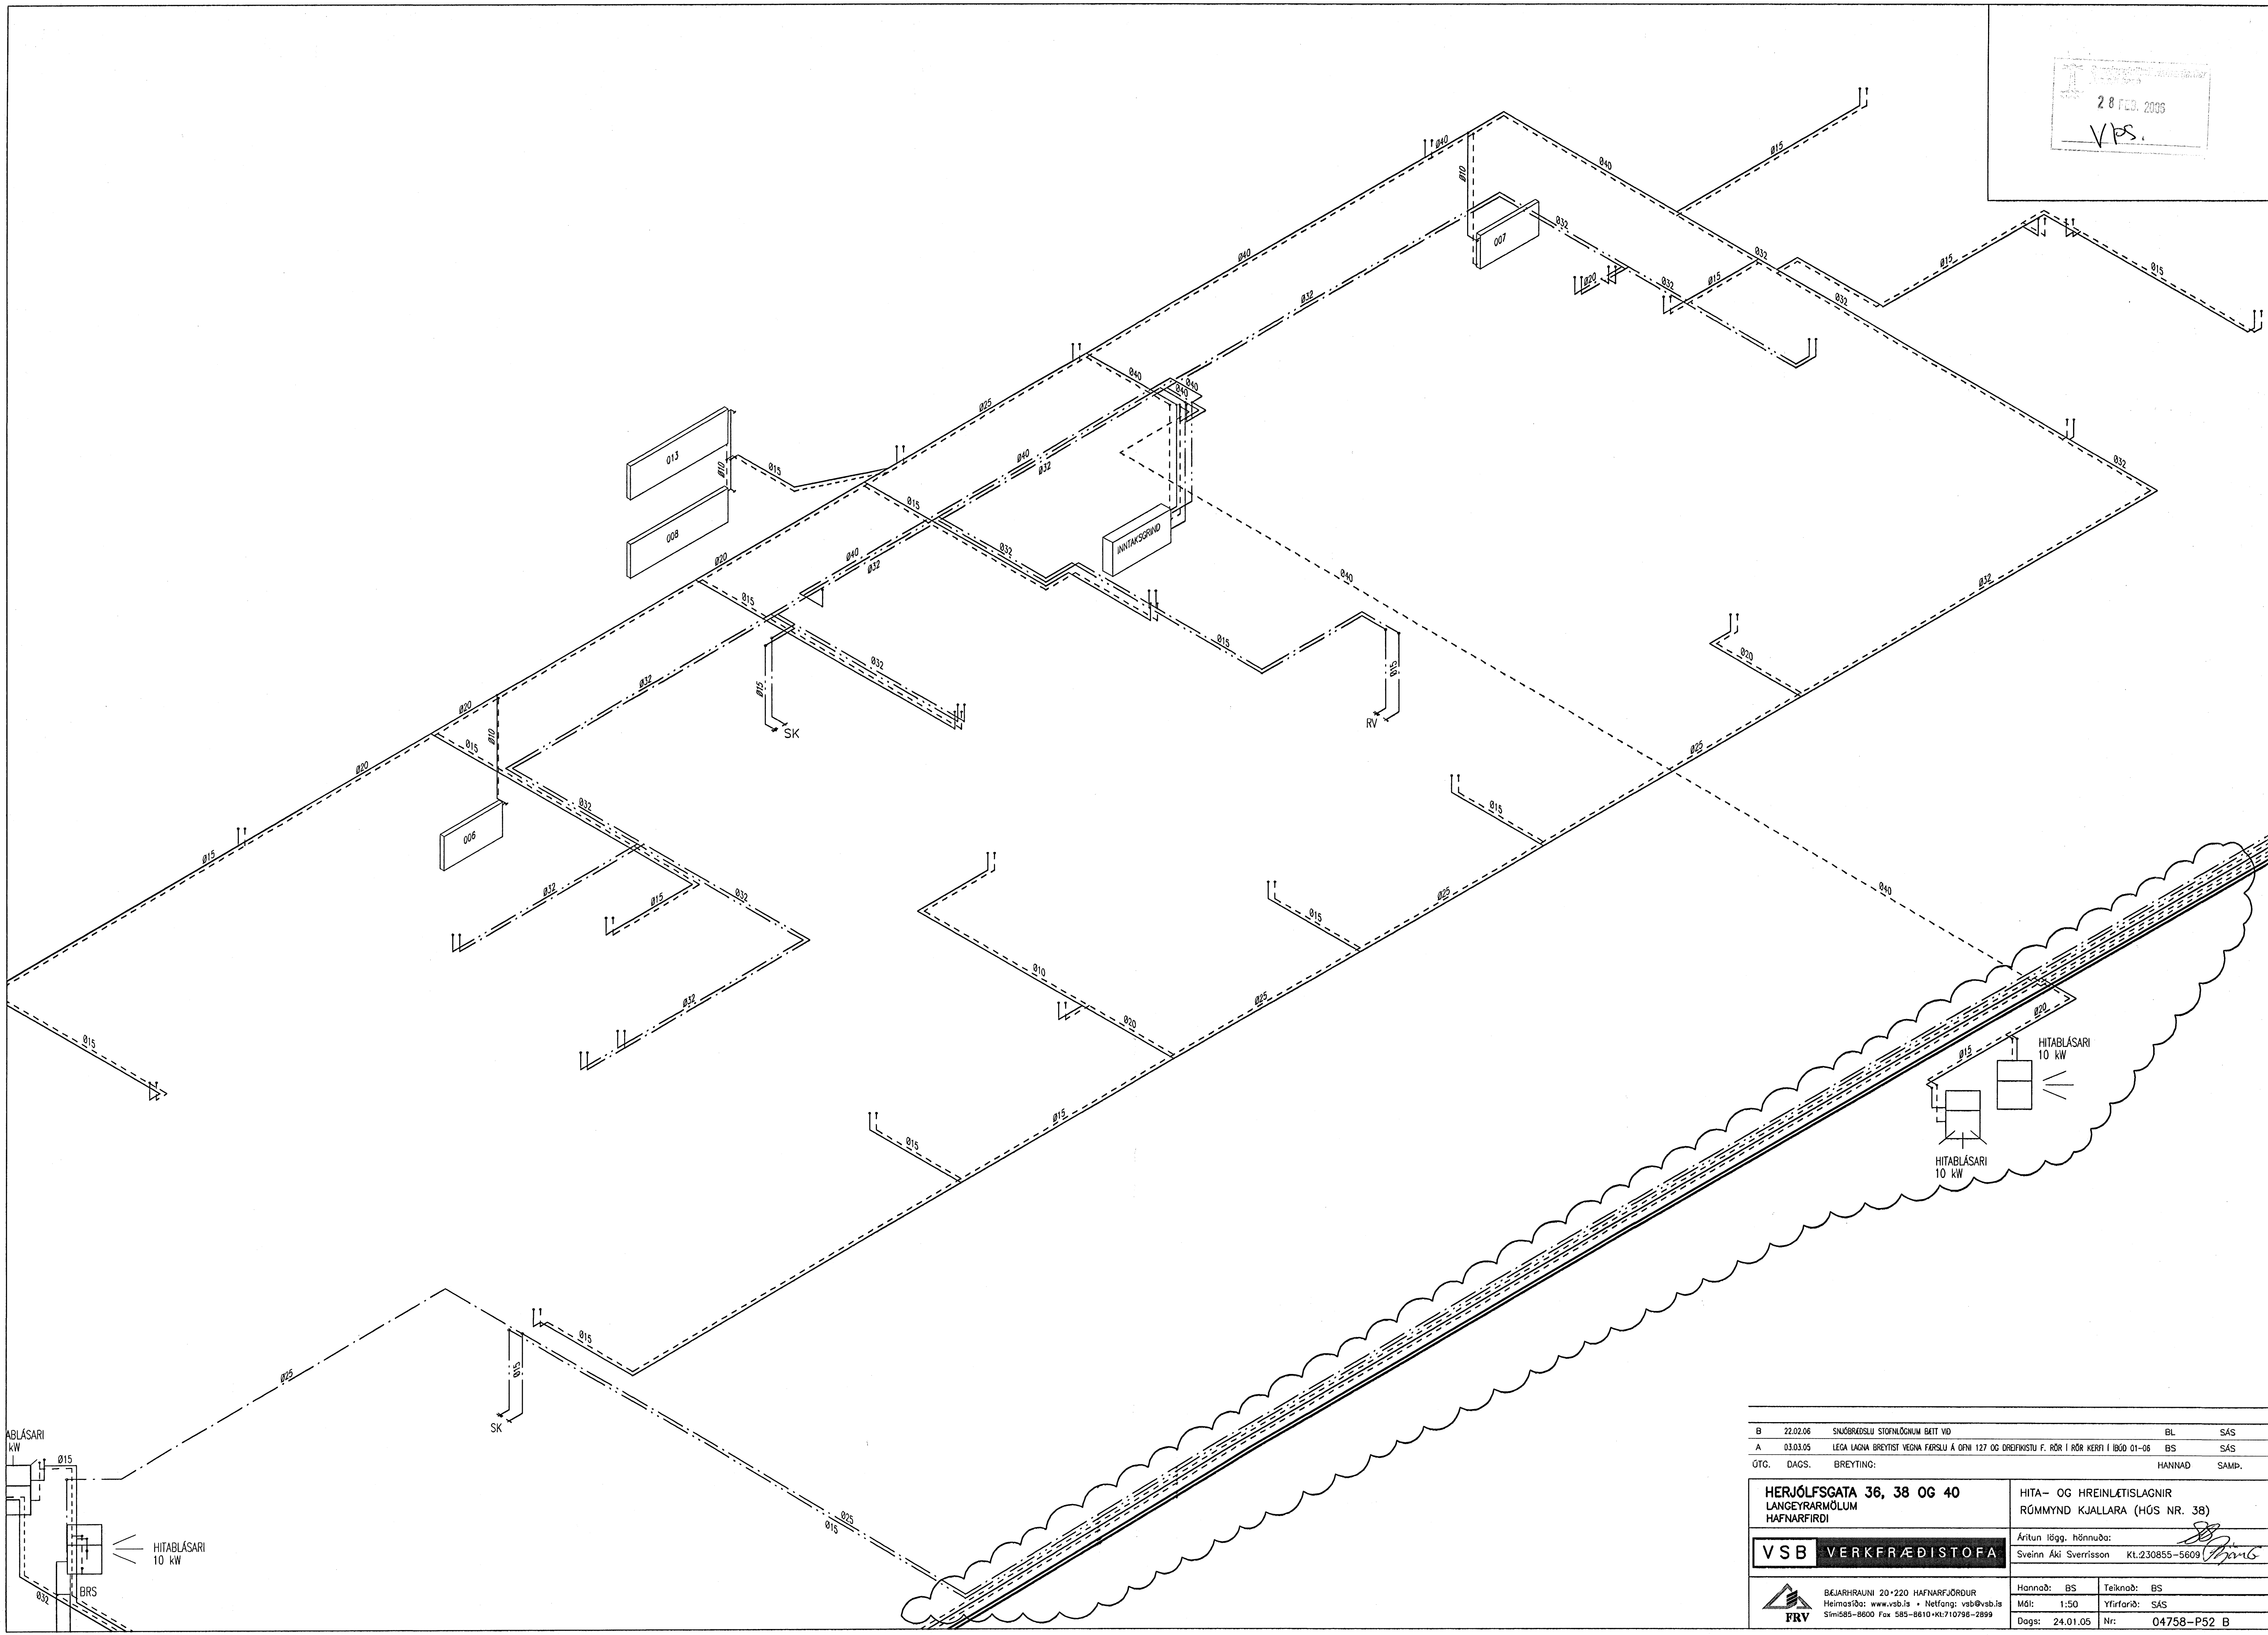 28 FEB. 2006
Vps.
Ø40
Ø15
Ø40
Ø10
007
Ø32
Ø40
Ø32
Ø20
Ø32
Ø15
Ø32
Ø32
Ø15
Ø15
Ø40
Ø40
Ø40
Ø25
013
Ø10
Ø15
008
Ø40
Ø32
Ø15
INNTAKSGRIND
Ø32
Ø20
Ø40
Ø32
Ø15
Ø32
Ø40
Ø32
Ø15
Ø15
RV
Ø32
Ø15
SK
Ø32
Ø20
Ø20
Ø10
Ø15
Ø20
Ø25
Ø32
006
Ø15
Ø15
Ø32
Ø15
Ø32
Ø25
Ø40
Ø15
Ø10
Ø20
Ø25
Ø32
Ø15
Ø15
Ø15
Ø20
HITABLÁSARI
10 kW
Ø15
HITABLÁSARI
10 kW
Ø15
Ø15
SK
Ø25
Ø25
Ø15
ABLÁSARI
kW
Ø15
HITABLÁSARI
10 kW
BRS
Ø32
B 22.02.06 SNJÓBRÆÐSLU STOFNLÖGNUM BÆTT VIÐ BL SÁS
A 03.03.05 LEGA LAGNA BREYTIST VEGNA FÆRSLU Á OFNI 127 OG DREIFIKISTU F. RÖR Í RÖR KERFI Í ÍBÚÐ 01-06 BS SÁS
ÚTG. DAGS. BREYTING: HANNAÐ SAMÞ.
HERJÓLFSGATA 36, 38 OG 40
LANGEYRARMÖLUM
HAFNARFIRÐI
HITA- OG HREINLÆTISLAGNIR
RÚMMYND KJALLARA (HÚS NR. 38)
Áritun lögg. hönnuða:
Sveinn Áki Sverrisson Kt.:230855-5609
VSB VERKFRÆÐISTOFA
FRV
BÆJARHRAUNI 20 • 220 HAFNARFJÖRÐUR
Heimasíða: www.vsb.is • Netfang: vsb@vsb.is
Sími585-8600 Fax 585-8610 • Kt:710796-2899
Hannað: BS Teiknað: BS
Mál: 1:50 Yfirfarið: SÁS
Dags: 24.01.05 Nr: 04758-P52 B